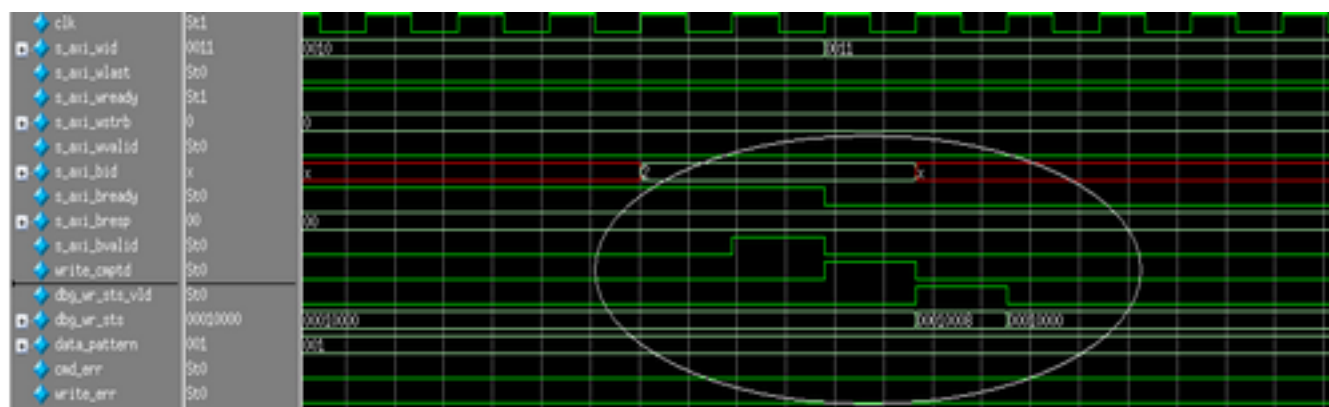 clk St1
s_axi_wid 0011 0010 0011
s_axi_wlast St0
s_axi_wready St1
s_axi_wstrb 0 0
s_axi_wvalid St0
s_axi_bid x x 2 x
s_axi_bready St0
s_axi_bresp 00 00
s_axi_bvalid St0
write_cmptd St0
dbg_wr_sts_vld St0
dbg_wr_sts 00010000 00010000 00010008 00010000
data_pattern 001 001
cmd_err St0
write_err St0